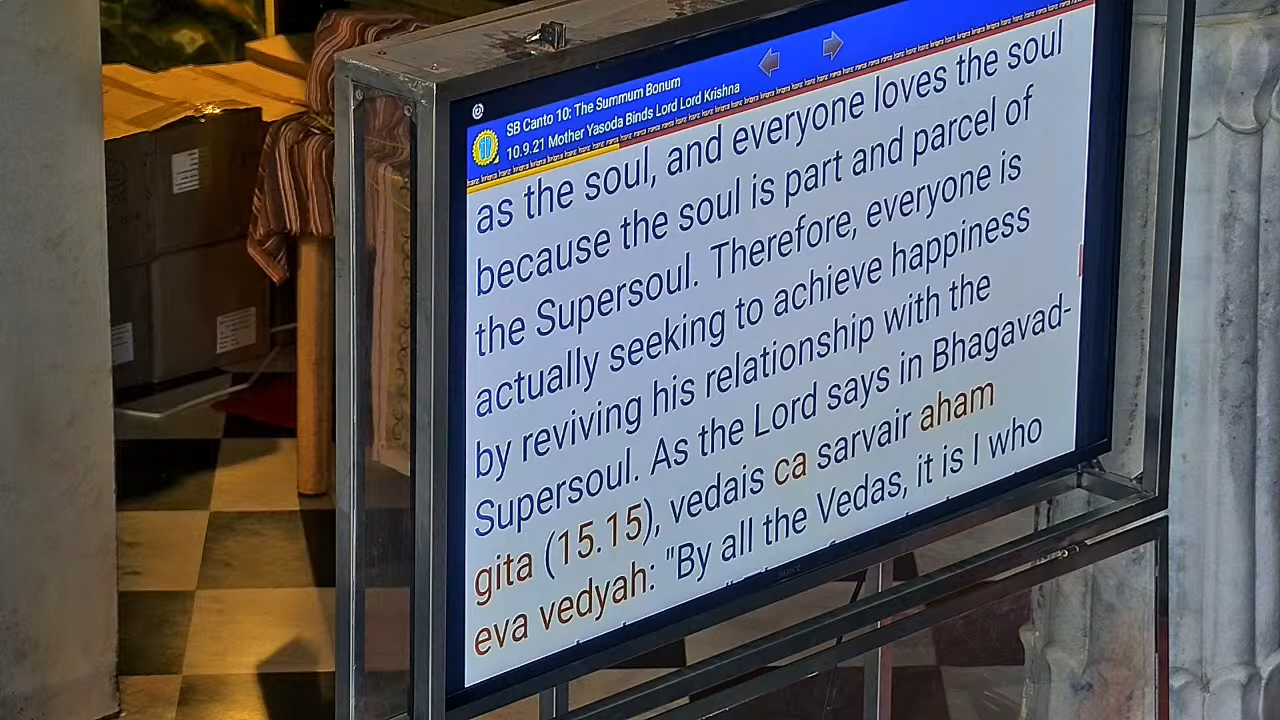 SB Canto 10: The Summum Bonum
10.9.21 Mother Yasoda Binds Lord Lord Krishna
as the soul, and everyone loves the soul
because the soul is part and parcel of
the Supersoul. Therefore, everyone is
actually seeking to achieve happiness
by reviving his relationship with the
Supersoul. As the Lord says in Bhagavad-
gita (15.15), vedais ca sarvair aham
eva vedyah: "By all the Vedas, it is I who